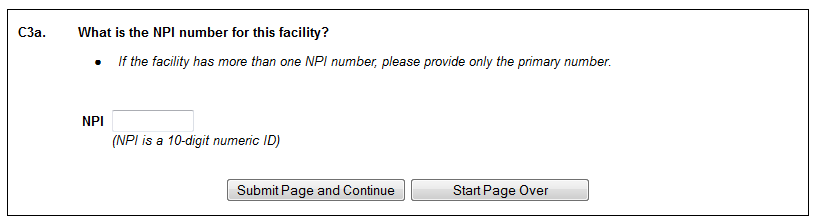 C3a. What is the NPI number for this facility?
• If the facility has more than one NPI number, please provide only the primary number.
NPI
(NPI is a 10-digit numeric ID)
Submit Page and Continue Start Page Over